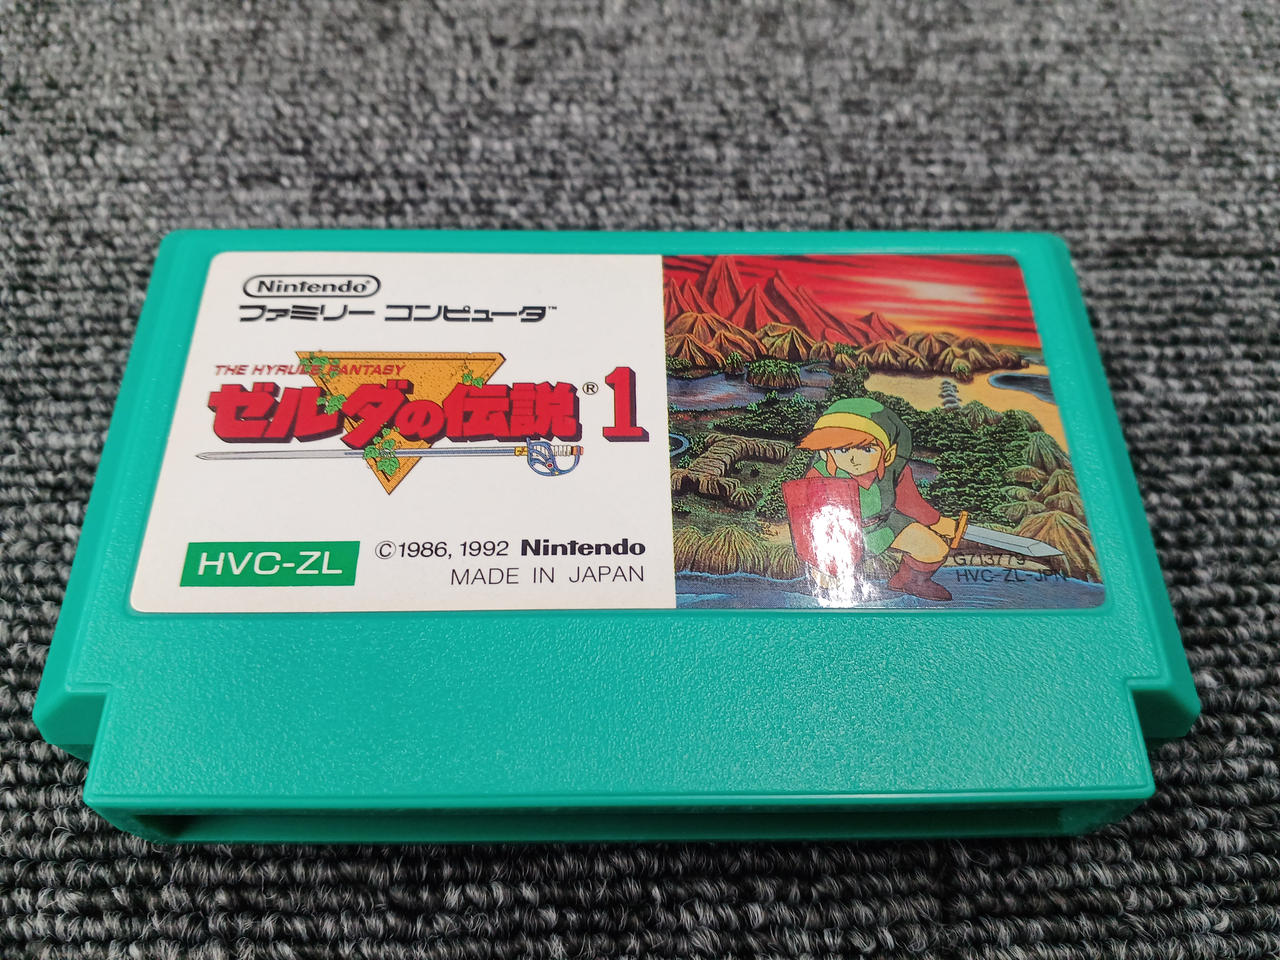 Nintendo®
ファミリー コンピュータ™
THE HYRULE FANTASY
ゼルダの伝説®1
HVC-ZL
©1986, 1992 Nintendo
MADE IN JAPAN
G713779
HVC-ZL-JPN